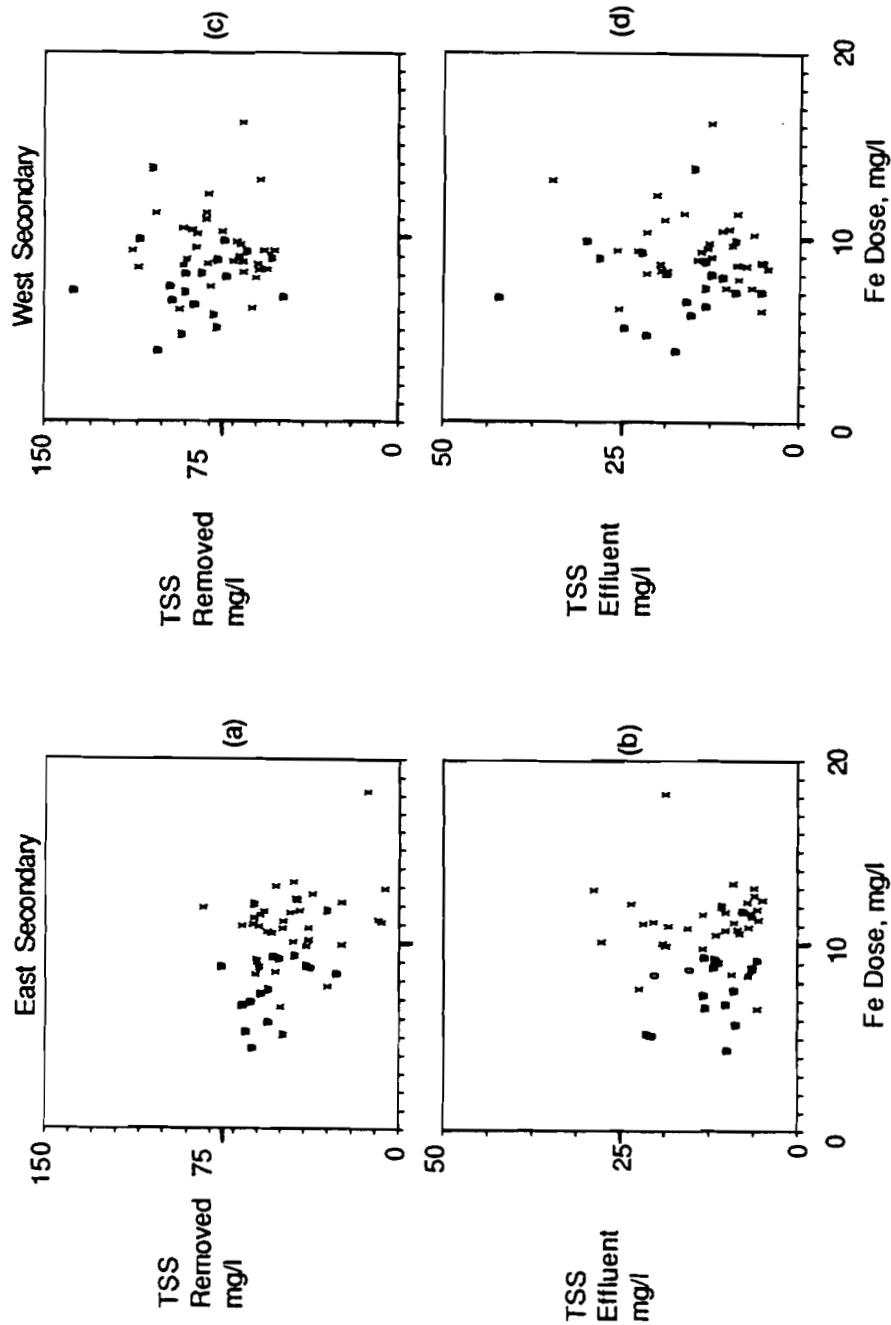 East Secondary
150
75
0
TSS
Removed
mg/l
(a)
50
25
0
TSS
Effluent
mg/l
(b)
0
10
20
Fe Dose, mg/l
West Secondary
150
75
0
TSS
Removed
mg/l
(c)
50
25
0
TSS
Effluent
mg/l
(d)
0
10
20
Fe Dose, mg/l